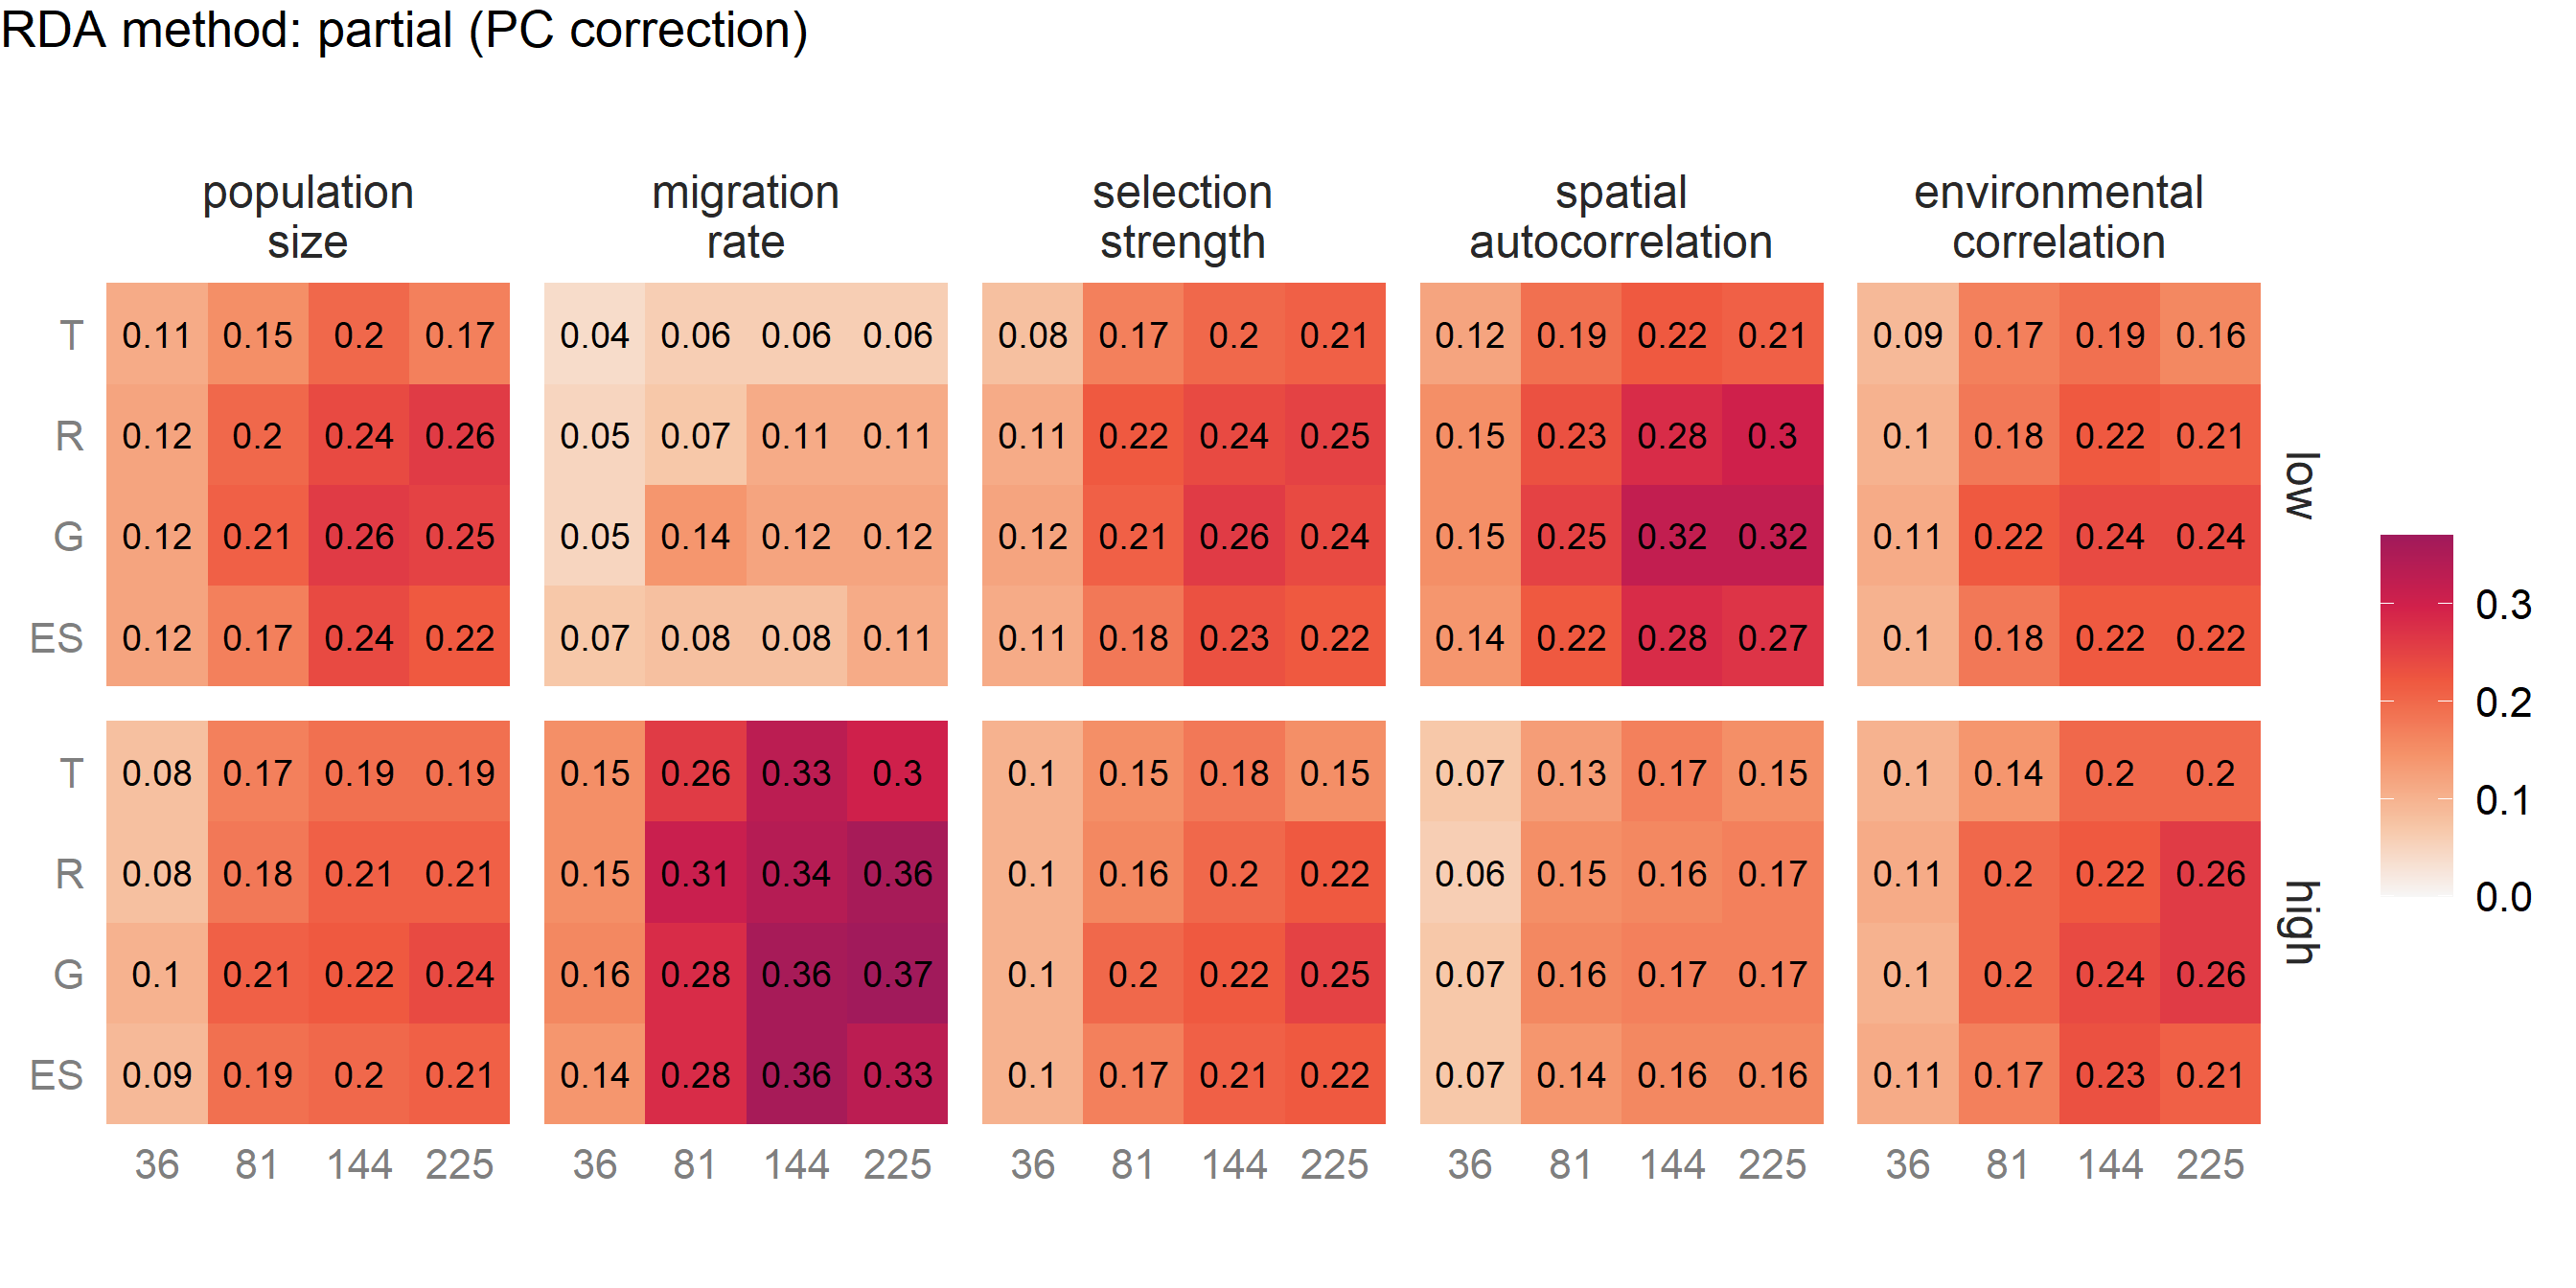 RDA method: partial (PC correction)
population
size
migration
rate
selection
strength
spatial
autocorrelation
environmental
correlation
T 0.11 0.15 0.2 0.17 0.04 0.06 0.06 0.06 0.08 0.17 0.2 0.21 0.12 0.19 0.22 0.21 0.09 0.17 0.19 0.16
R 0.12 0.2 0.24 0.26 0.05 0.07 0.11 0.11 0.11 0.22 0.24 0.25 0.15 0.23 0.28 0.3 0.1 0.18 0.22 0.21
G 0.12 0.21 0.26 0.25 0.05 0.14 0.12 0.12 0.12 0.21 0.26 0.24 0.15 0.25 0.32 0.32 0.11 0.22 0.24 0.24
ES 0.12 0.17 0.24 0.22 0.07 0.08 0.08 0.11 0.11 0.18 0.23 0.22 0.14 0.22 0.28 0.27 0.1 0.18 0.22 0.22
low
T 0.08 0.17 0.19 0.19 0.15 0.26 0.33 0.3 0.1 0.15 0.18 0.15 0.07 0.13 0.17 0.15 0.1 0.14 0.2 0.2
R 0.08 0.18 0.21 0.21 0.15 0.31 0.34 0.36 0.1 0.16 0.2 0.22 0.06 0.15 0.16 0.17 0.11 0.2 0.22 0.26
G 0.1 0.21 0.22 0.24 0.16 0.28 0.36 0.37 0.1 0.2 0.22 0.25 0.07 0.16 0.17 0.17 0.1 0.2 0.24 0.26
ES 0.09 0.19 0.2 0.21 0.14 0.28 0.36 0.33 0.1 0.17 0.21 0.22 0.07 0.14 0.16 0.16 0.11 0.17 0.23 0.21
high
36 81 144 225 36 81 144 225 36 81 144 225 36 81 144 225 36 81 144 225
0.3
0.2
0.1
0.0